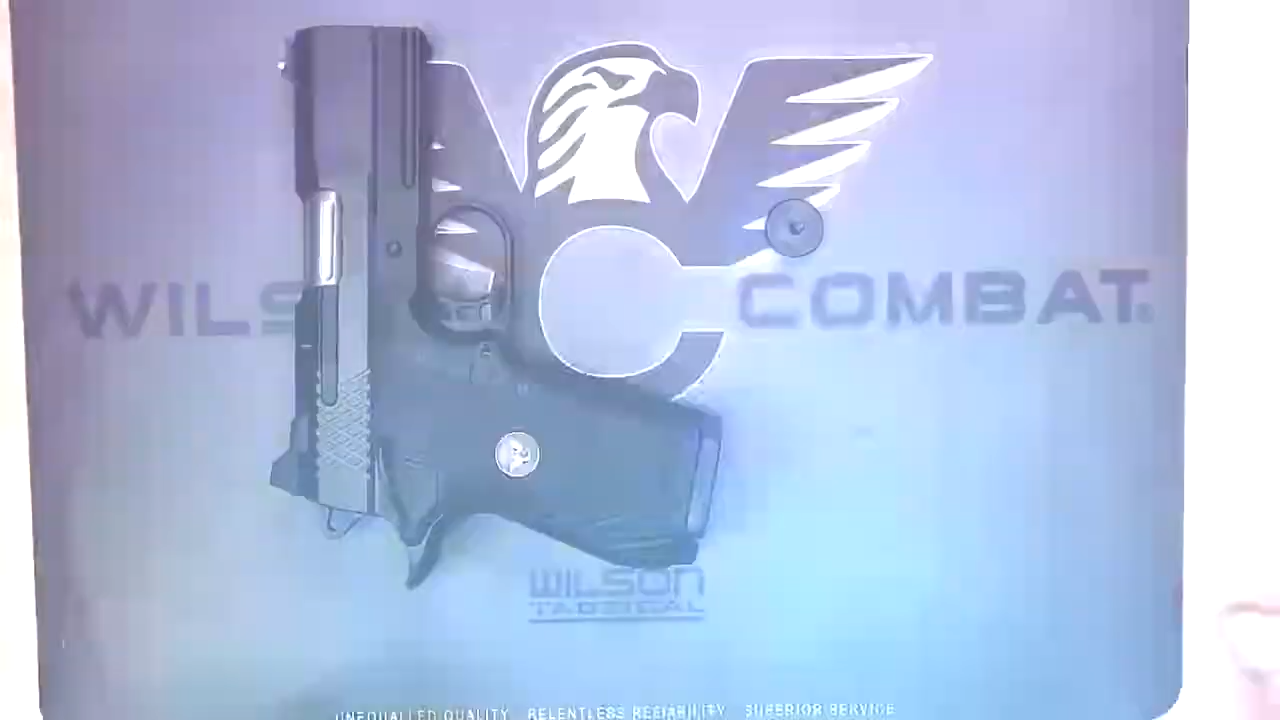 WILS COMBAT.
WILSON
TACTICAL
UNEQUALLED QUALITY RELENTLESS RELIABILITY SUPERIOR SERVICE